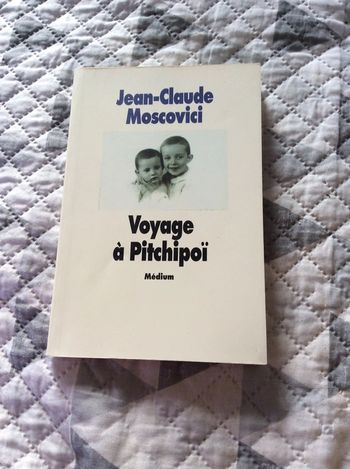 Jean-Claude
Moscovici
Voyage
à Pitchipoï
Médium